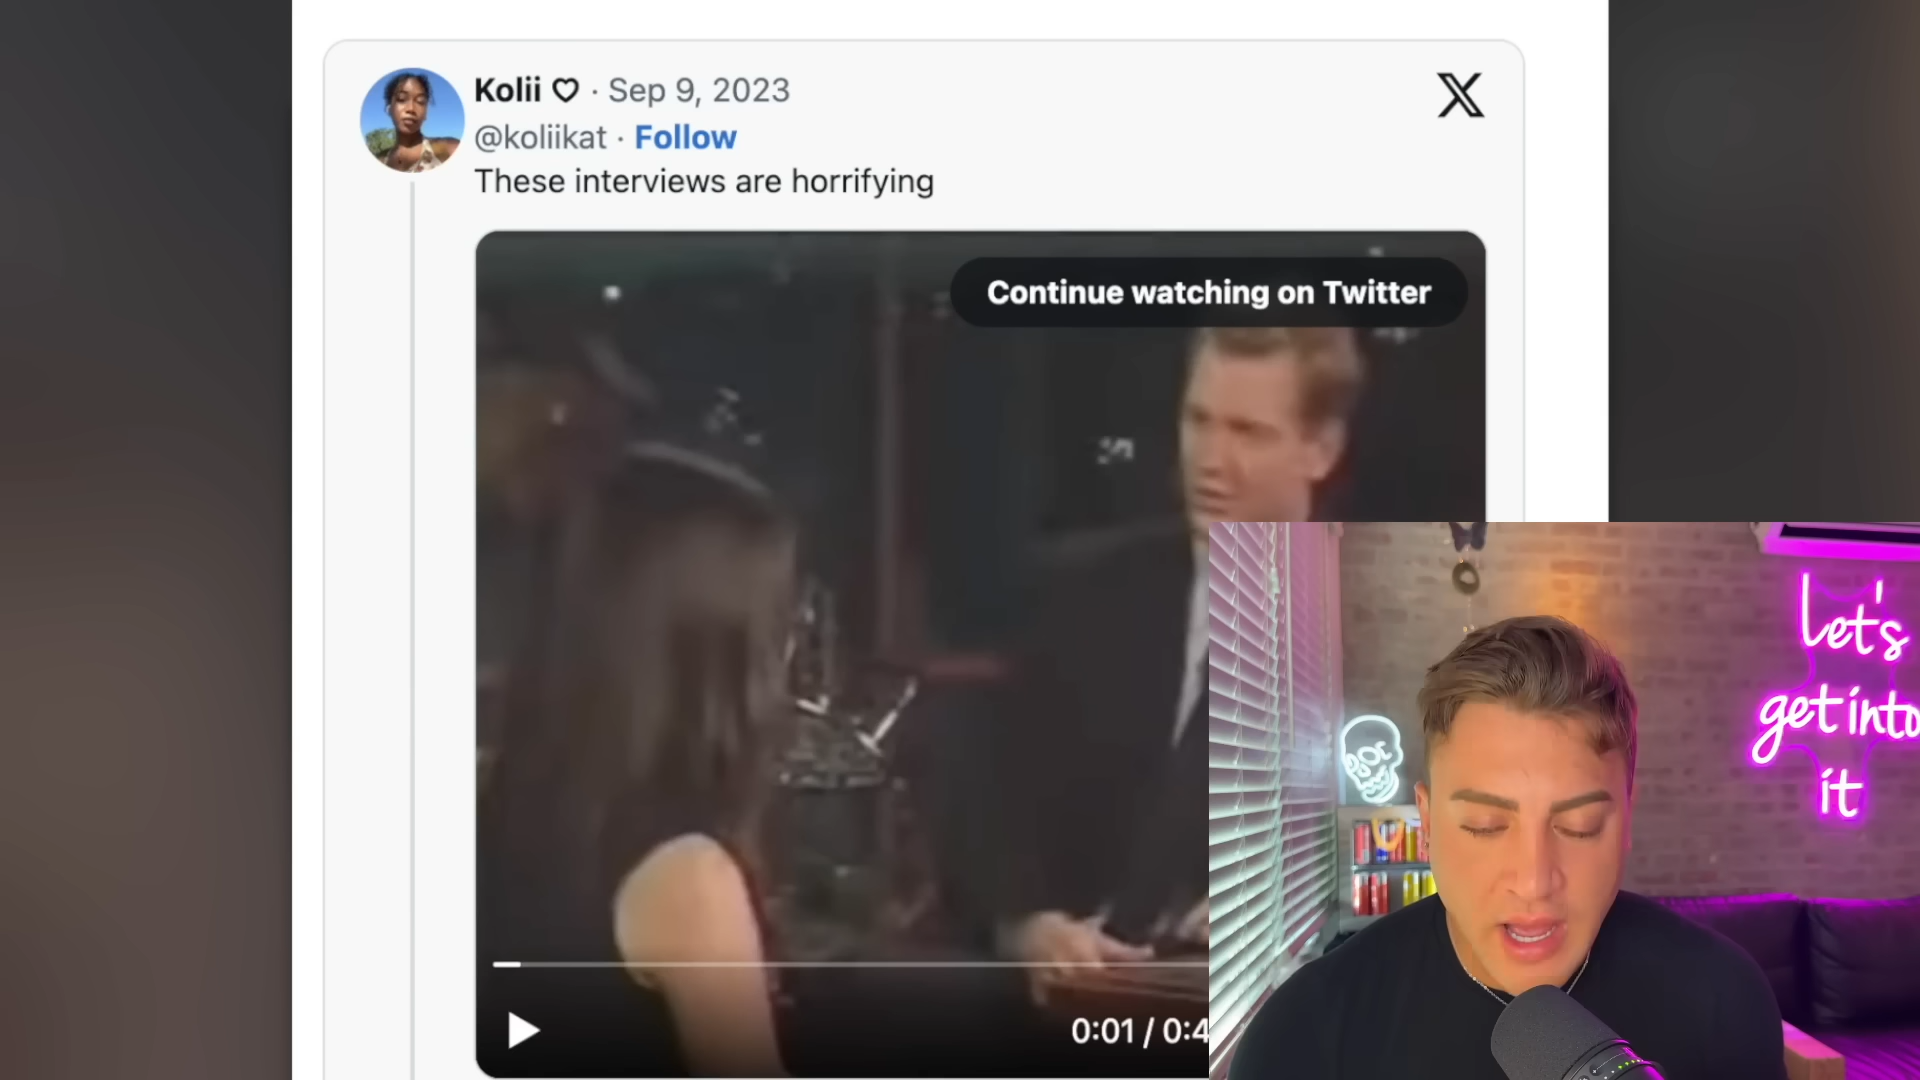 Kolii ♡ · Sep 9, 2023
@koliikat · Follow
These interviews are horrifying
Continue watching on Twitter
0:01 / 0:4
Let's
get into
it